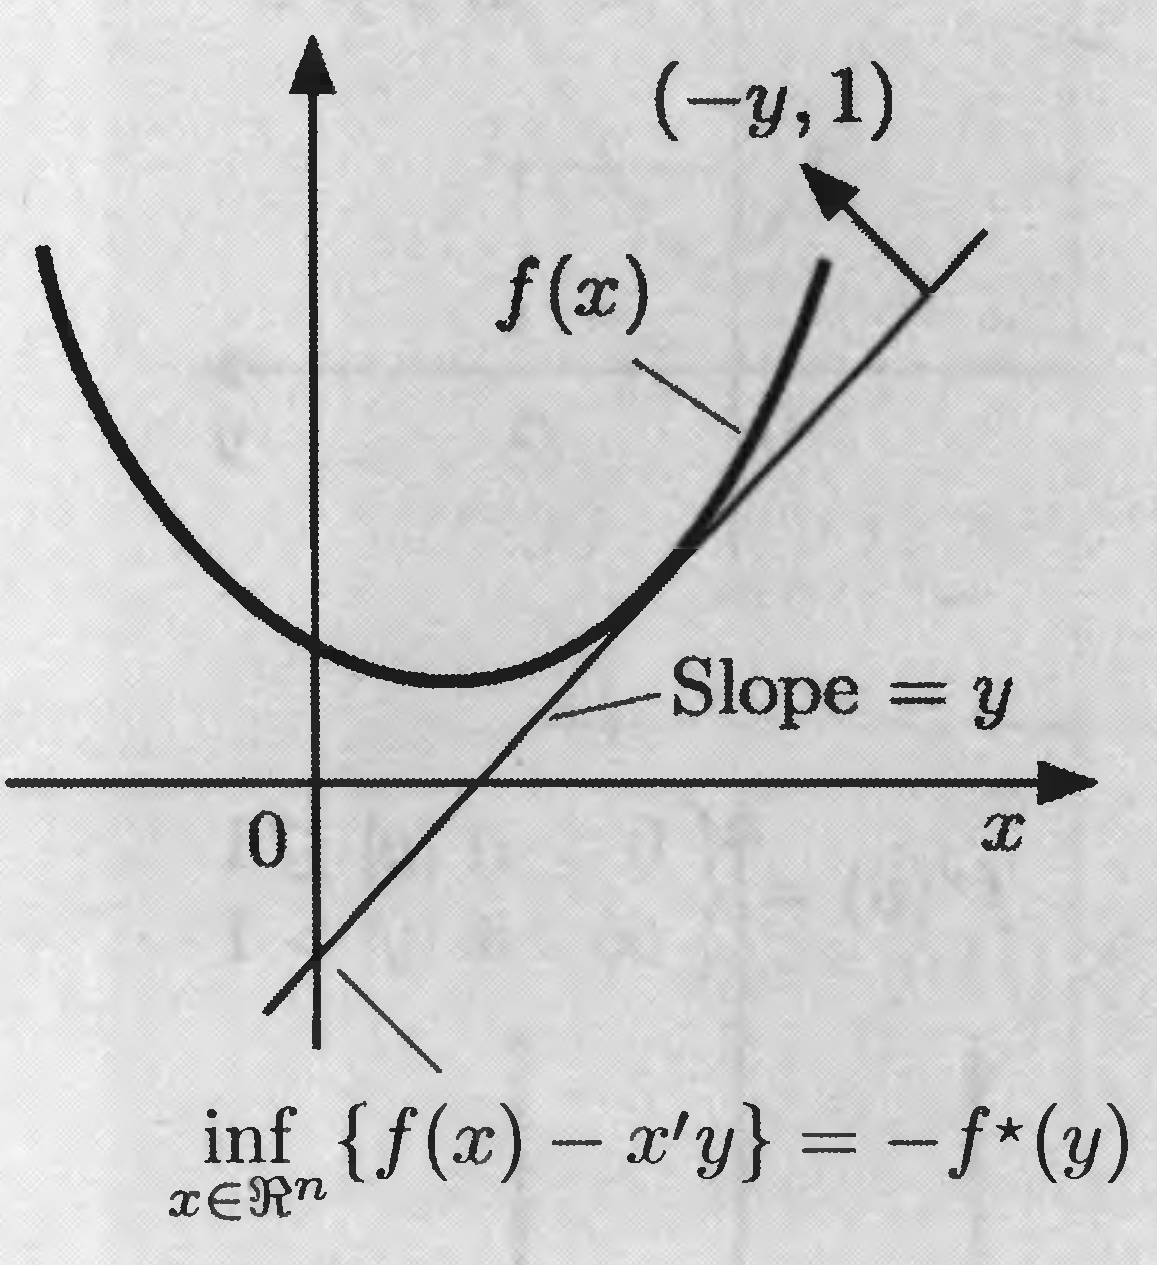 (−y, 1)
f(x)
Slope = y
0
x
inf {f(x) − x′y} = −f⋆(y)
x∈ℜⁿ